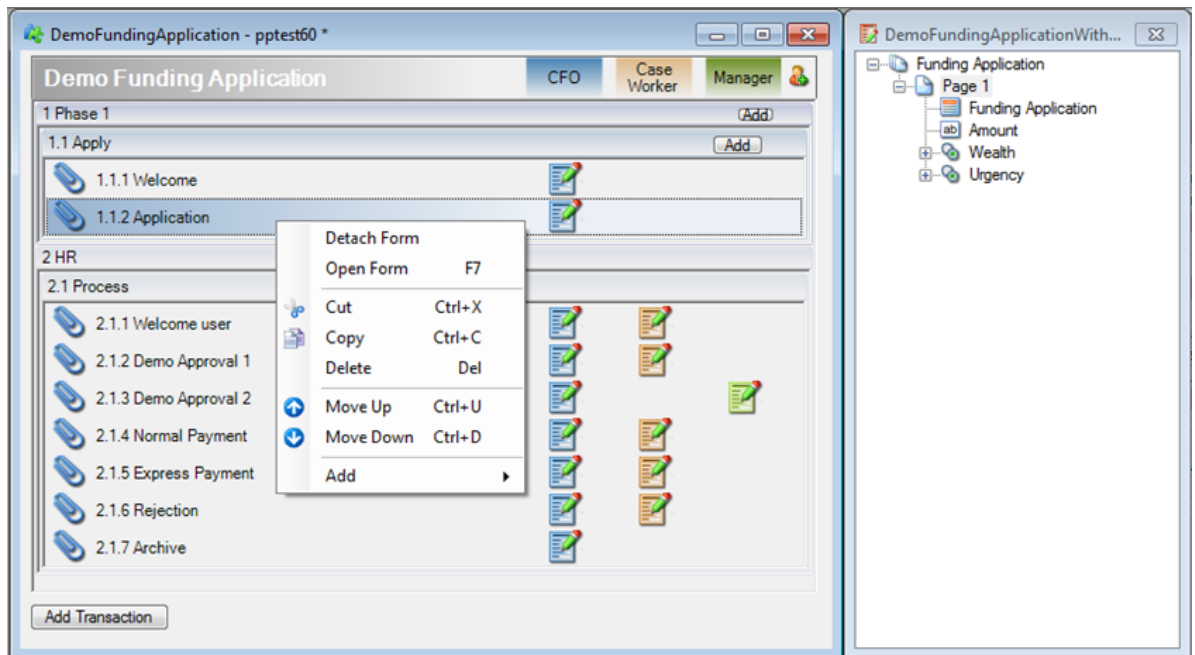 DemoFundingApplication - pptest60 *
Demo Funding Application
CFO
Case
Worker
Manager
1 Phase 1
Add
1.1 Apply
Add
1.1.1 Welcome
1.1.2 Application
2 HR
2.1 Process
2.1.1 Welcome user
2.1.2 Demo Approval 1
2.1.3 Demo Approval 2
2.1.4 Normal Payment
2.1.5 Express Payment
2.1.6 Rejection
2.1.7 Archive
Add Transaction
Detach Form
Open Form F7
Cut Ctrl+X
Copy Ctrl+C
Delete Del
Move Up Ctrl+U
Move Down Ctrl+D
Add
DemoFundingApplicationWith...
Funding Application
Page 1
Funding Application
ab Amount
Wealth
Urgency